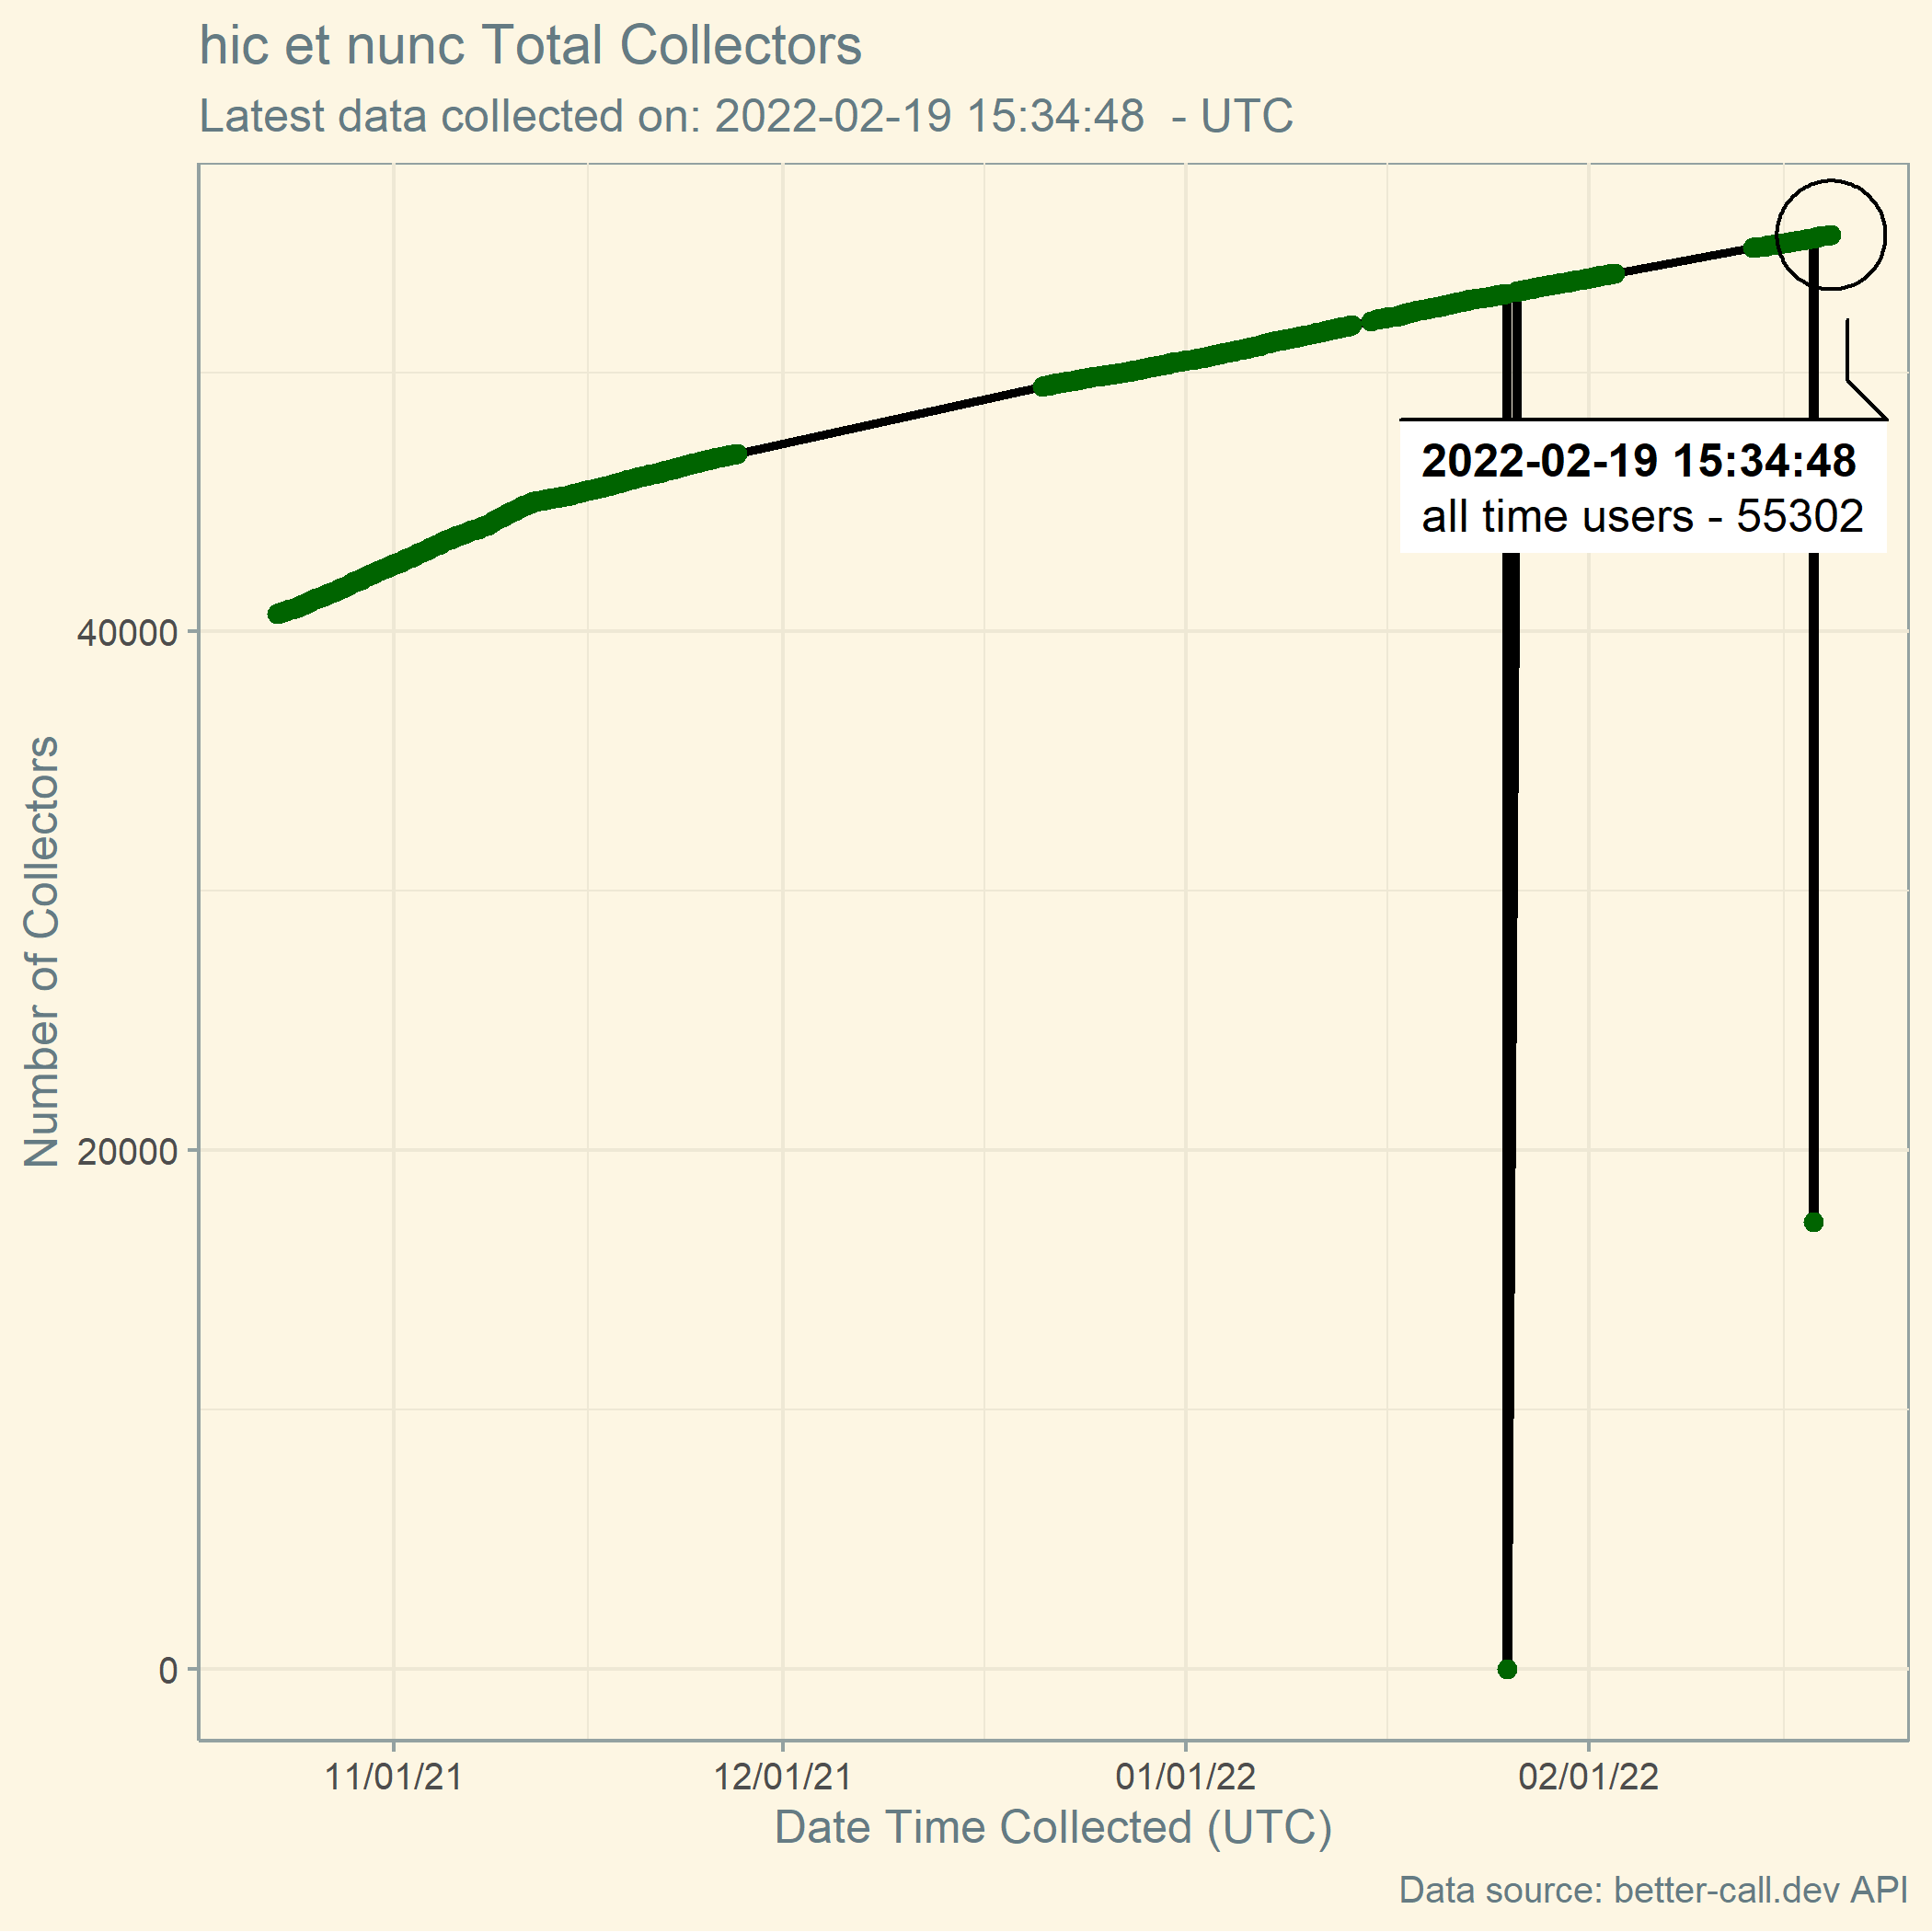 hic et nunc Total Collectors
Latest data collected on: 2022-02-19 15:34:48  - UTC
2022-02-19 15:34:48
all time users - 55302
Number of Collectors
40000
20000
0
11/01/21 12/01/21 01/01/22 02/01/22
Date Time Collected (UTC)
Data source: better-call.dev API